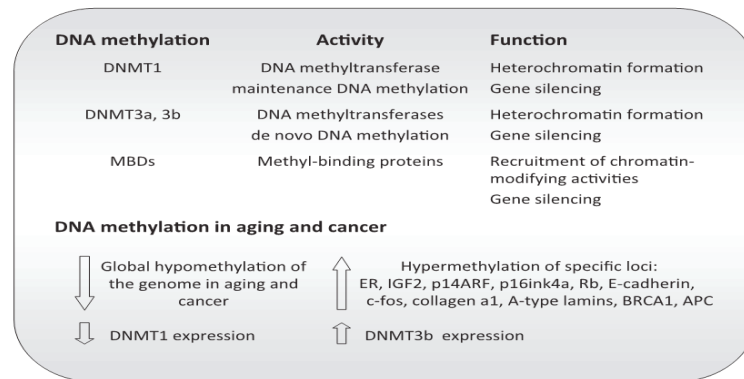 DNA methylation Activity Function
DNMT1 DNA methyltransferase Heterochromatin formation
maintenance DNA methylation Gene silencing
DNMT3a, 3b DNA methyltransferases Heterochromatin formation
de novo DNA methylation Gene silencing
MBDs Methyl-binding proteins Recruitment of chromatin-
modifying activities
Gene silencing
DNA methylation in aging and cancer
Global hypomethylation of
the genome in aging and
cancer
Hypermethylation of specific loci:
ER, IGF2, p14ARF, p16ink4a, Rb, E-cadherin,
c-fos, collagen a1, A-type lamins, BRCA1, APC
DNMT1 expression
DNMT3b expression